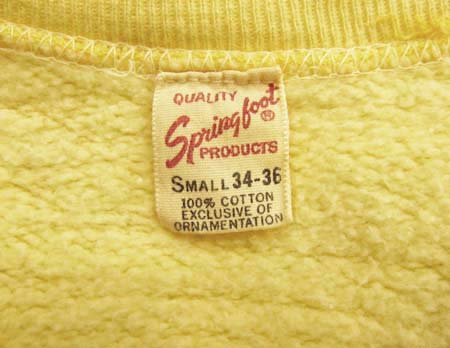 QUALITY
Springfoot®
PRODUCTS
SMALL 34-36
100% COTTON
EXCLUSIVE OF
ORNAMENTATION